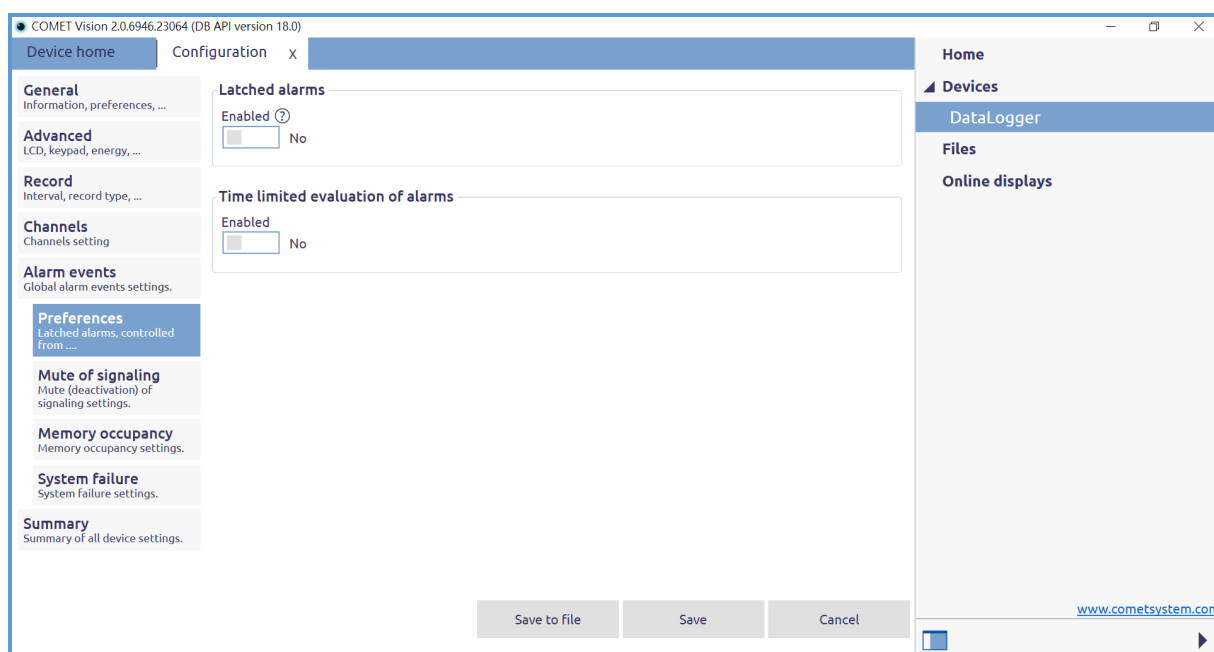 COMET Vision 2.0.6946.23064 (DB API version 18.0)
Device home
Configuration x
General
Information, preferences, ...
Advanced
LCD, keypad, energy, ...
Record
Interval, record type, ...
Channels
Channels setting
Alarm events
Global alarm events settings.
Preferences
Latched alarms, controlled
from ....
Mute of signaling
Mute (deactivation) of
signaling settings.
Memory occupancy
Memory occupancy settings.
System failure
System failure settings.
Summary
Summary of all device settings.
Latched alarms
Enabled ?
No
Time limited evaluation of alarms
Enabled
No
Save to file
Save
Cancel
Home
Devices
DataLogger
Files
Online displays
www.cometsystem.com